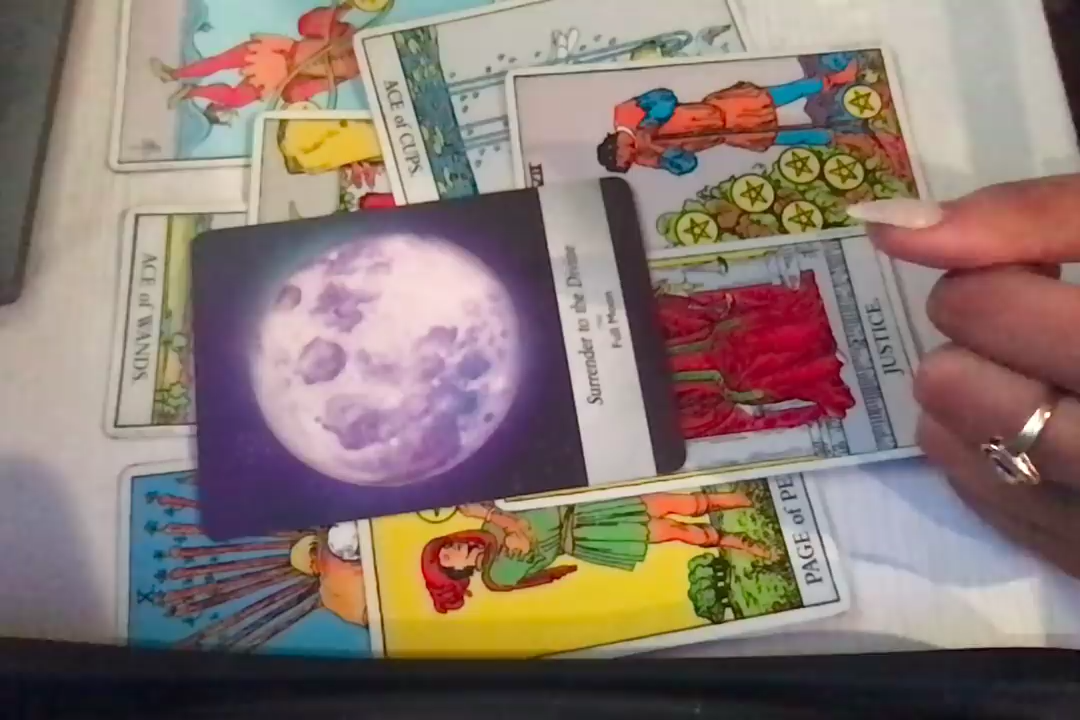 ACE of CUPS.
ACE of WANDS.
Surrender to the Divine
Full Moon
JUSTICE.
X
PAGE of PE